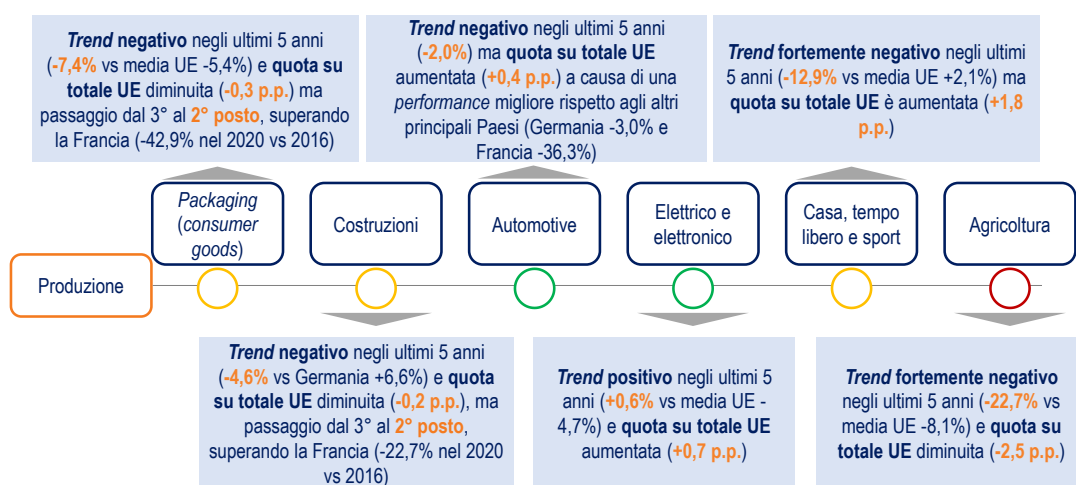 Trend negativo negli ultimi 5 anni
(-7,4% vs media UE -5,4%) e quota su
totale UE diminuita (-0,3 p.p.) ma
passaggio dal 3° al 2° posto, superando
la Francia (-42,9% nel 2020 vs 2016)
Trend negativo negli ultimi 5 anni
(-2,0%) ma quota su totale UE
aumentata (+0,4 p.p.) a causa di una
performance migliore rispetto agli altri
principali Paesi (Germania -3,0% e
Francia -36,3%)
Trend fortemente negativo negli ultimi
5 anni (-12,9% vs media UE +2,1%) ma
quota su totale UE è aumentata (+1,8
p.p.)
Packaging
(consumer
goods)
Costruzioni
Automotive
Elettrico e
elettronico
Casa, tempo
libero e sport
Agricoltura
Produzione
Trend negativo negli ultimi 5 anni
(-4,6% vs Germania +6,6%) e quota
su totale UE diminuita (-0,2 p.p.), ma
passaggio dal 3° al 2° posto,
superando la Francia (-22,7% nel 2020
vs 2016)
Trend positivo negli ultimi 5
anni (+0,6% vs media UE -
4,7%) e quota su totale UE
aumentata (+0,7 p.p.)
Trend fortemente negativo
negli ultimi 5 anni (-22,7% vs
media UE -8,1%) e quota su
totale UE diminuita (-2,5 p.p.)